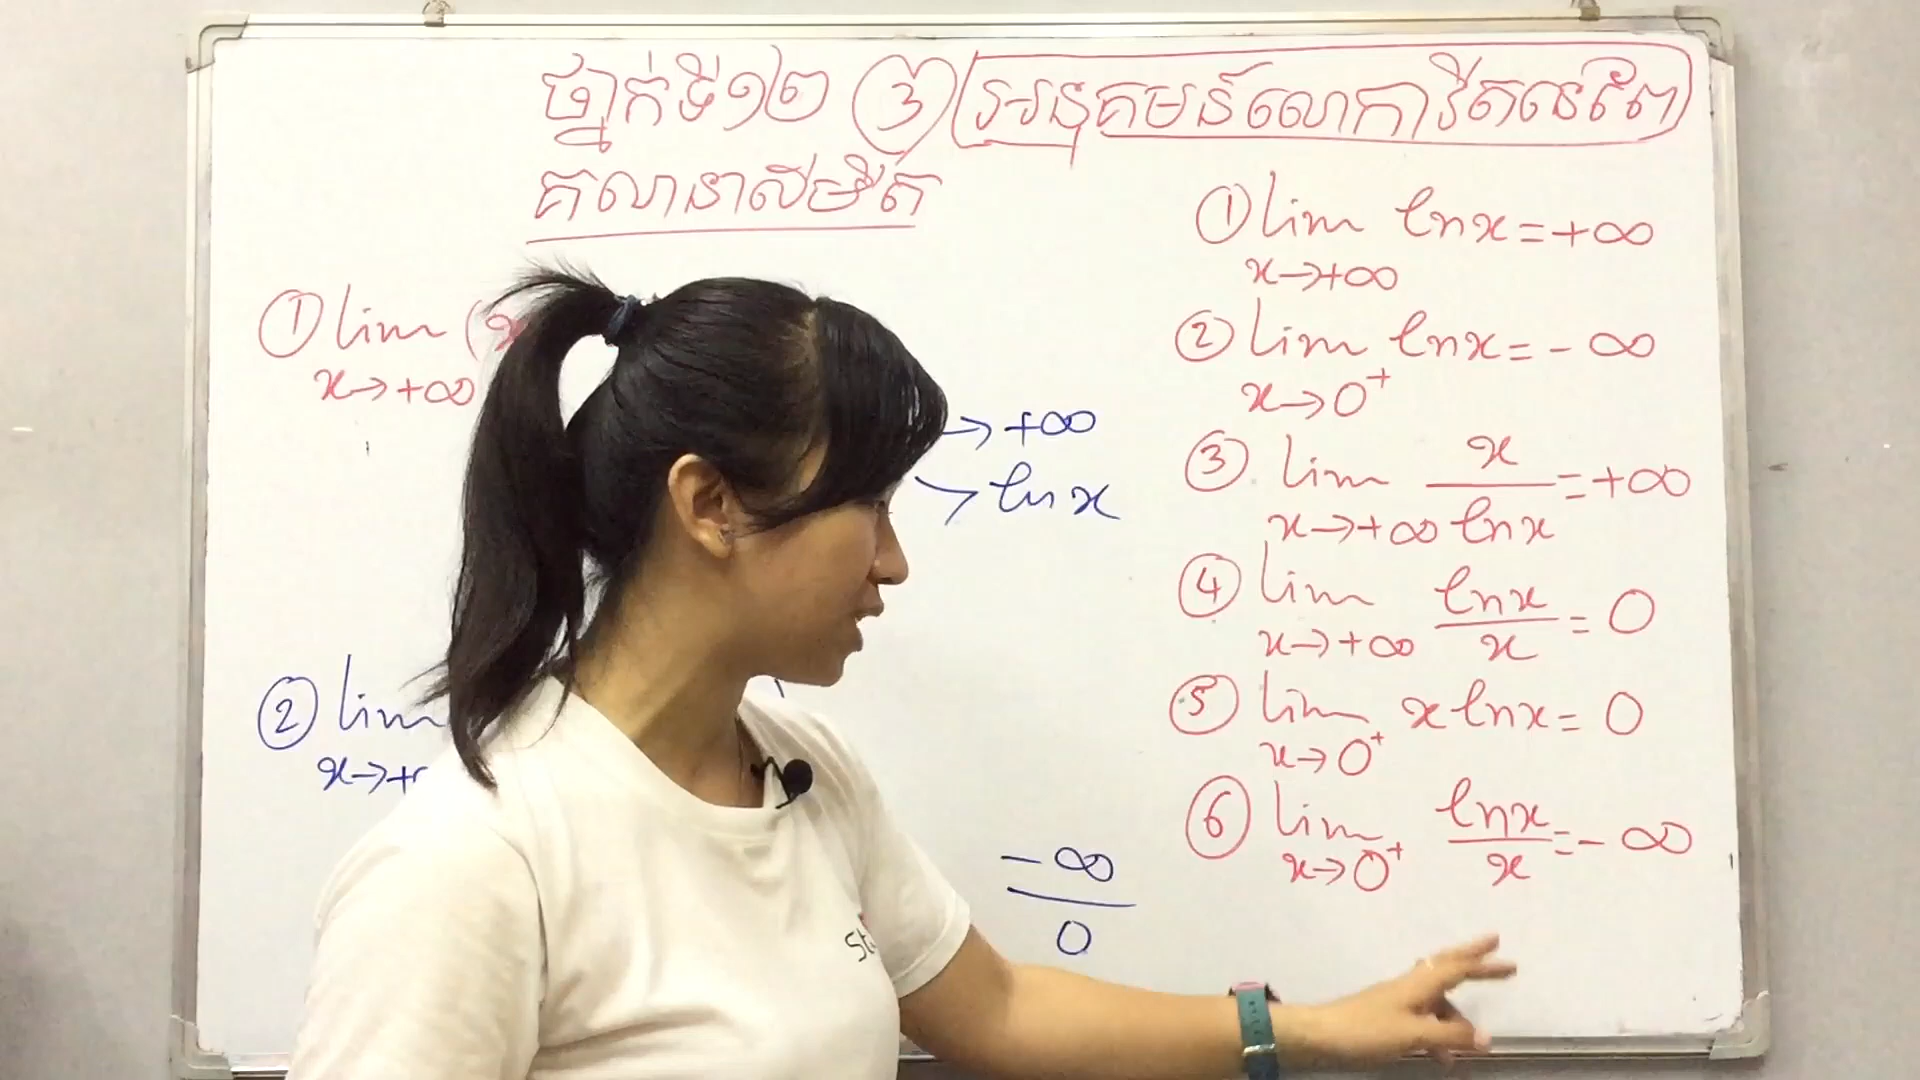 ថ្នាក់ទី១២ ③ អនុគមន៍លោការីតនេពែ
គណនាលីមីត
① lim (x
x→+∞
→ +∞
ln x
② lim
x→+
-∞
0
① lim ln x = +∞
x→+∞
② lim ln x = -∞
x→0⁺
③ lim x/ln x = +∞
x→+∞
④ lim ln x/x = 0
x→+∞
⑤ lim x ln x = 0
x→0⁺
⑥ lim ln x/x = -∞
x→0⁺